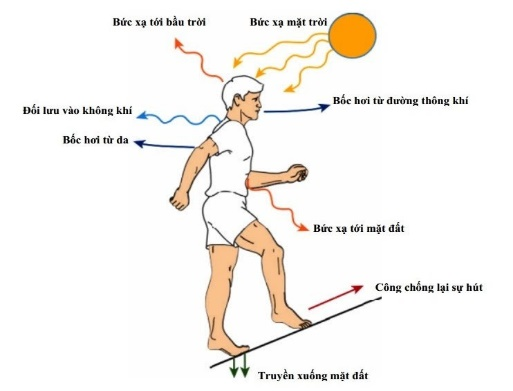 Bức xạ tới bầu trời
Bức xạ mặt trời
Bốc hơi từ đường thông khí
Đối lưu vào không khí
Bốc hơi từ da
Bức xạ tới mặt đất
Công chống lại sự hút
Truyền xuống mặt đất